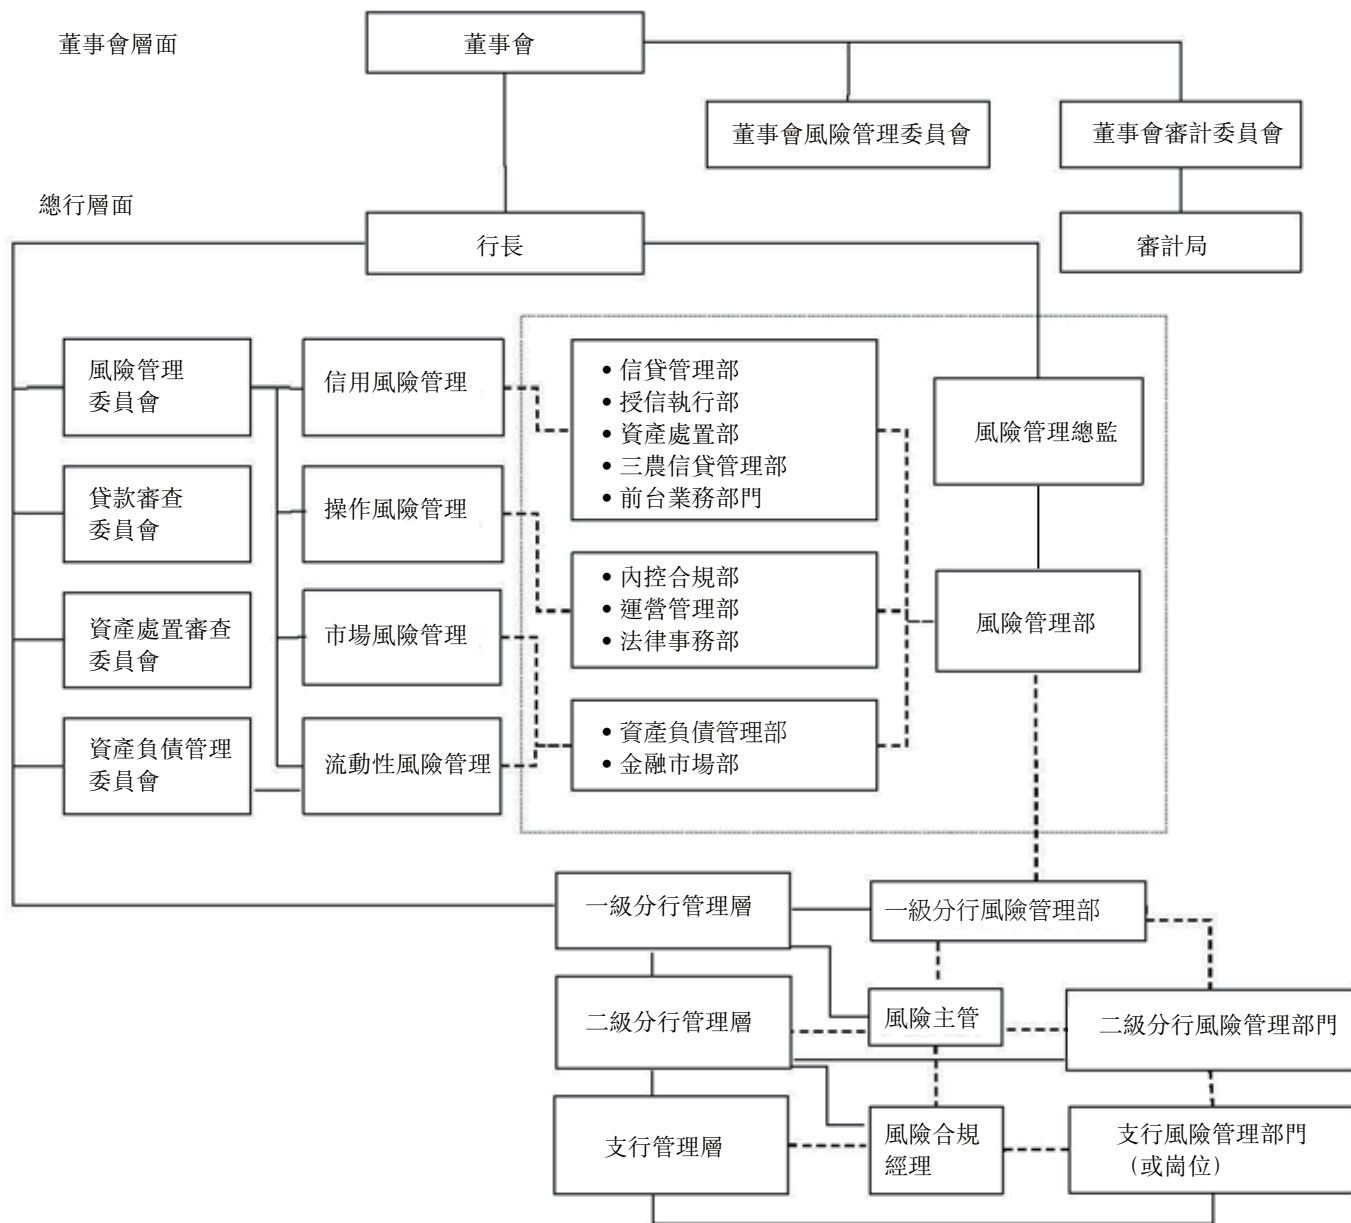 董事會層面
董事會
董事會風險管理委員會
董事會審計委員會
總行層面
行長
審計局
風險管理
委員會
信用風險管理
• 信貸管理部
• 授信執行部
• 資產處置部
• 三農信貸管理部
• 前台業務部門
風險管理總監
貸款審查
委員會
操作風險管理
• 內控合規部
• 運營管理部
• 法律事務部
風險管理部
資產處置審查
委員會
市場風險管理
資產負債管理
委員會
流動性風險管理
• 資產負債管理部
• 金融市場部
一級分行管理層
一級分行風險管理部
二級分行管理層
風險主管
二級分行風險管理部門
支行管理層
風險合規
經理
支行風險管理部門
（或崗位）